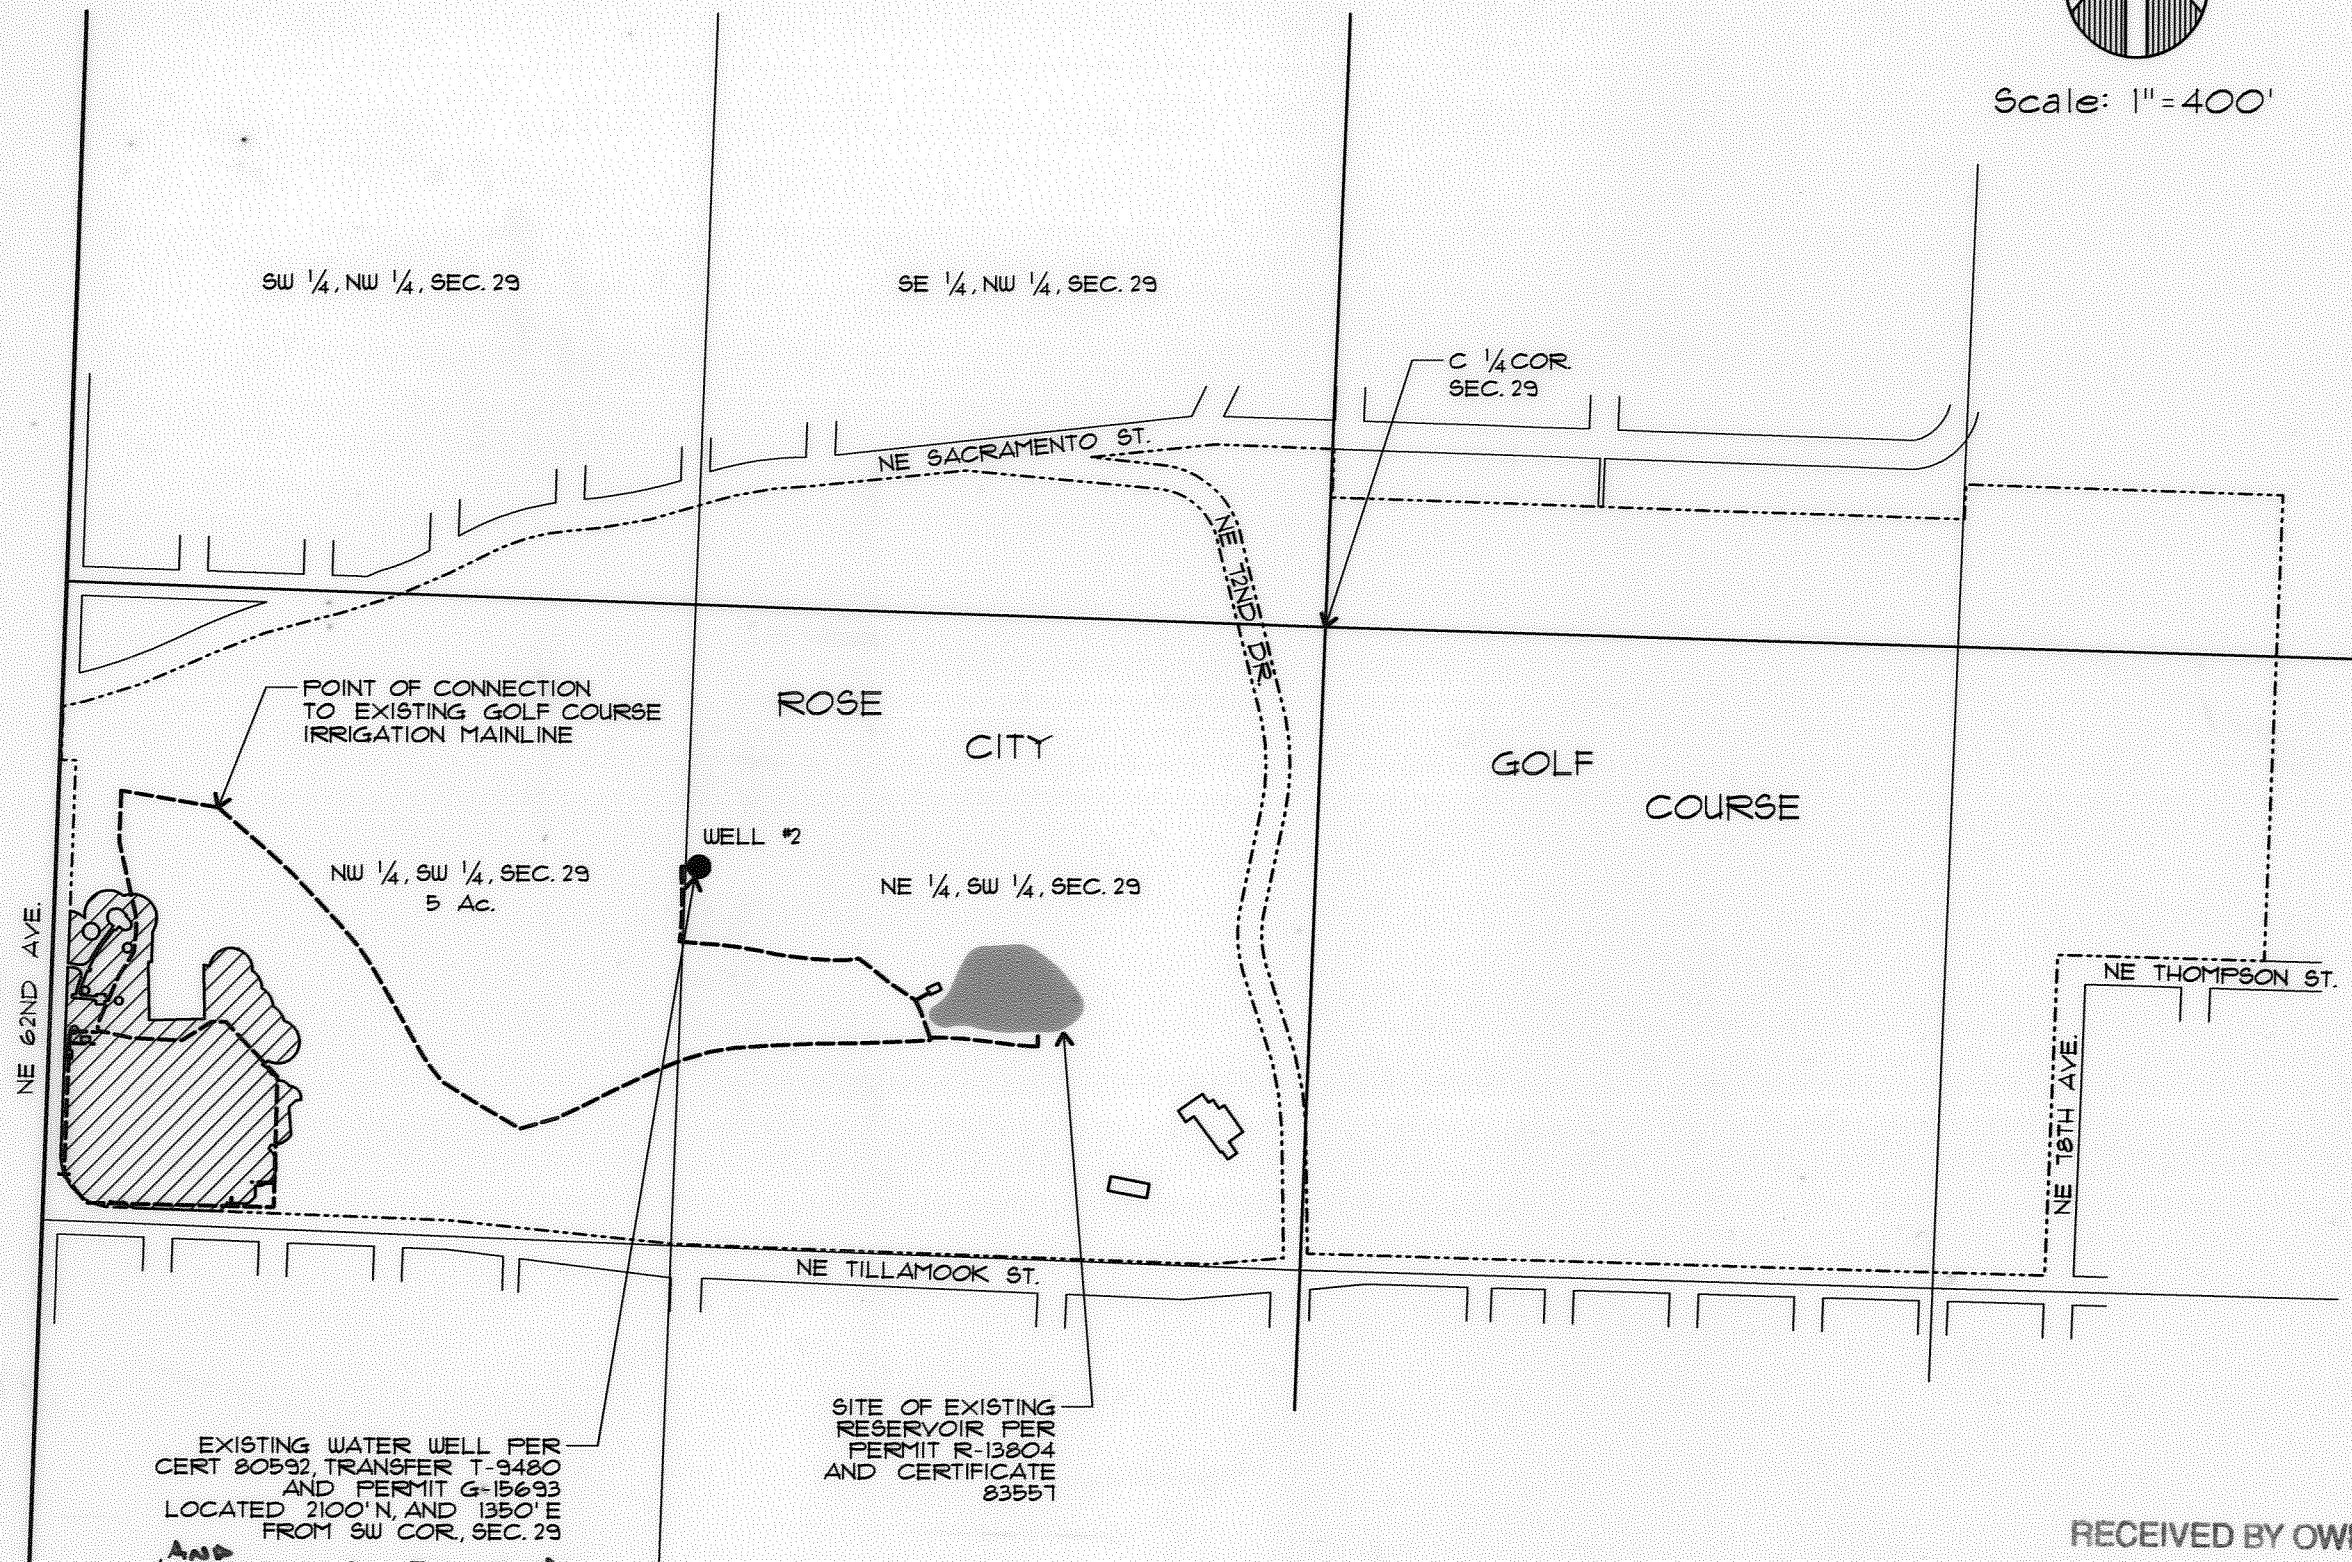 Scale: 1"=400'
SW 1/4, NW 1/4, SEC. 29
SE 1/4, NW 1/4, SEC. 29
C 1/4 COR.
SEC. 29
NE SACRAMENTO ST.
NE 72ND DR
POINT OF CONNECTION
TO EXISTING GOLF COURSE
IRRIGATION MAINLINE
ROSE
CITY
GOLF
COURSE
WELL #2
NW 1/4, SW 1/4, SEC. 29
5 Ac.
NE 1/4, SW 1/4, SEC. 29
NE 62ND AVE.
NE THOMPSON ST.
NE 78TH AVE.
NE TILLAMOOK ST.
SITE OF EXISTING
RESERVOIR PER
PERMIT R-13804
AND CERTIFICATE
83557
EXISTING WATER WELL PER
CERT 80592, TRANSFER T-9480
AND PERMIT G-15693
LOCATED 2100' N, AND 1350' E
FROM SW COR., SEC. 29
AND
RECEIVED BY